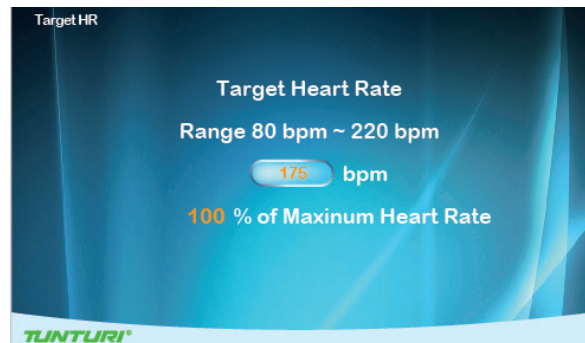 Target HR
Target Heart Rate
Range 80 bpm ~ 220 bpm
175 bpm
100 % of Maxinum Heart Rate
TUNTURI®